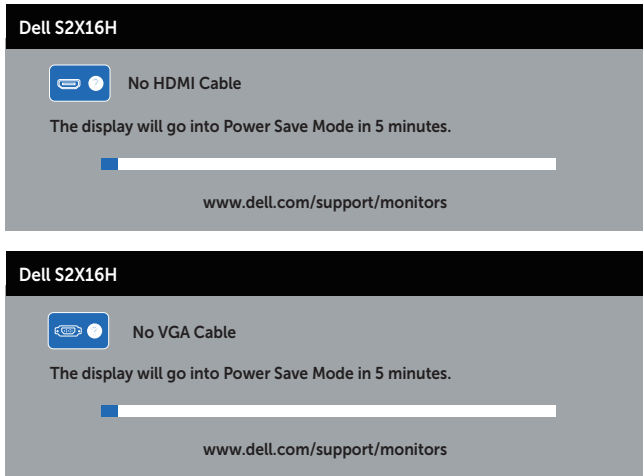 Dell S2X16H
?
No HDMI Cable
The display will go into Power Save Mode in 5 minutes.
www.dell.com/support/monitors
Dell S2X16H
?
No VGA Cable
The display will go into Power Save Mode in 5 minutes.
www.dell.com/support/monitors